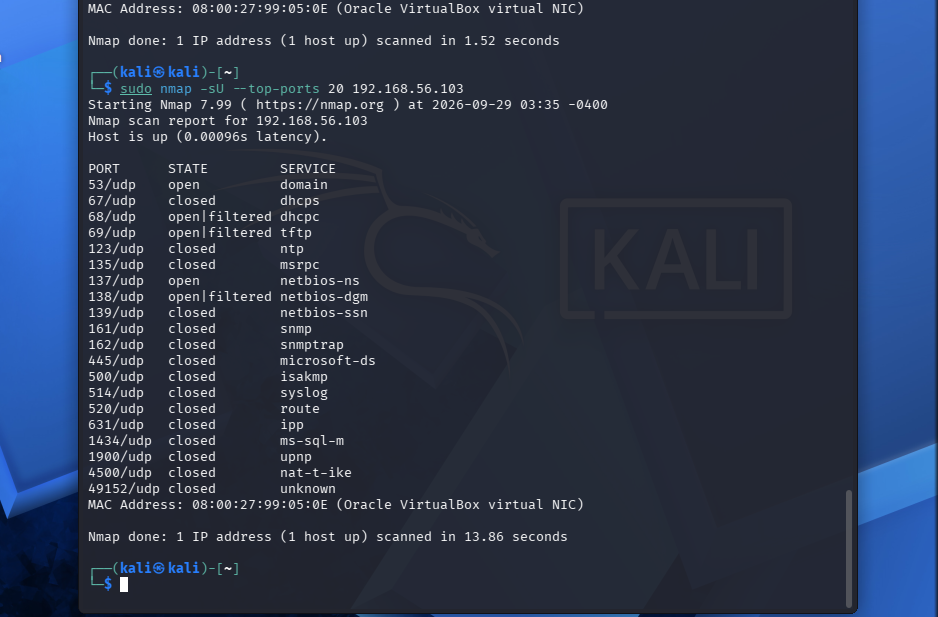 MAC Address: 08:00:27:99:05:0E (Oracle VirtualBox virtual NIC)
Nmap done: 1 IP address (1 host up) scanned in 1.52 seconds
┌──(kali㉿kali)-[~]
└─$ sudo nmap -sU --top-ports 20 192.168.56.103
Starting Nmap 7.99 ( https://nmap.org ) at 2026-09-29 03:35 -0400
Nmap scan report for 192.168.56.103
Host is up (0.00096s latency).
PORT      STATE         SERVICE
53/udp    open          domain
67/udp    closed        dhcps
68/udp    open|filtered dhcpc
69/udp    open|filtered tftp
123/udp   closed        ntp
135/udp   closed        msrpc
137/udp   open          netbios-ns
138/udp   open|filtered netbios-dgm
139/udp   closed        netbios-ssn
161/udp   closed        snmp
162/udp   closed        snmptrap
445/udp   closed        microsoft-ds
500/udp   closed        isakmp
514/udp   closed        syslog
520/udp   closed        route
631/udp   closed        ipp
1434/udp  closed        ms-sql-m
1900/udp  closed        upnp
4500/udp  closed        nat-t-ike
49152/udp closed        unknown
MAC Address: 08:00:27:99:05:0E (Oracle VirtualBox virtual NIC)
Nmap done: 1 IP address (1 host up) scanned in 13.86 seconds
┌──(kali㉿kali)-[~]
└─$
KALI